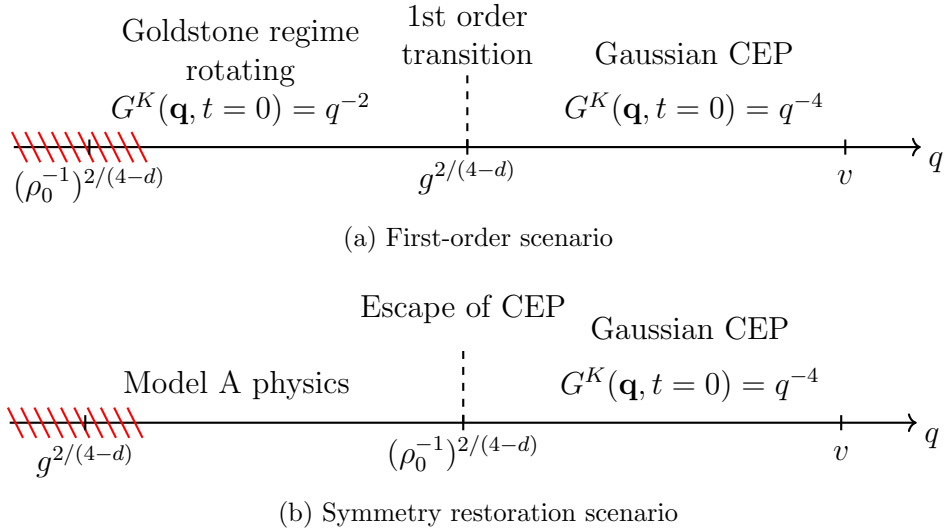 Goldstone regime
rotating
G^K(q, t = 0) = q^{-2}
1st order
transition
Gaussian CEP
G^K(q, t = 0) = q^{-4}
(ρ_0^{-1})^{2/(4-d)}
g^{2/(4-d)}
v
q
(a) First-order scenario
Escape of CEP
Gaussian CEP
Model A physics
G^K(q, t = 0) = q^{-4}
g^{2/(4-d)}
(ρ_0^{-1})^{2/(4-d)}
v
q
(b) Symmetry restoration scenario